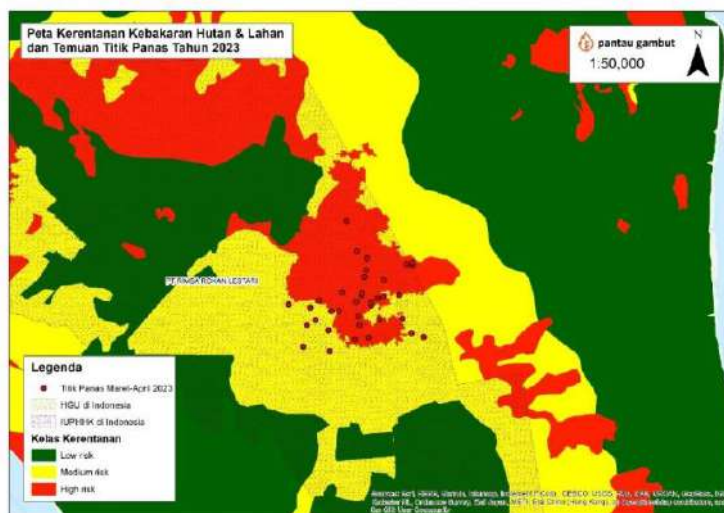 Peta Kerentanan Kebakaran Hutan & Lahan
dan Temuan Titik Panas Tahun 2023
pantau gambut
1:50,000
N
ROKAN LESTARI
Legenda
Titik Panas Maret-April 2023
HGU di Indonesia
IUPHHK di Indonesia
Kelas Kerentanan
Low risk
Medium risk
High risk